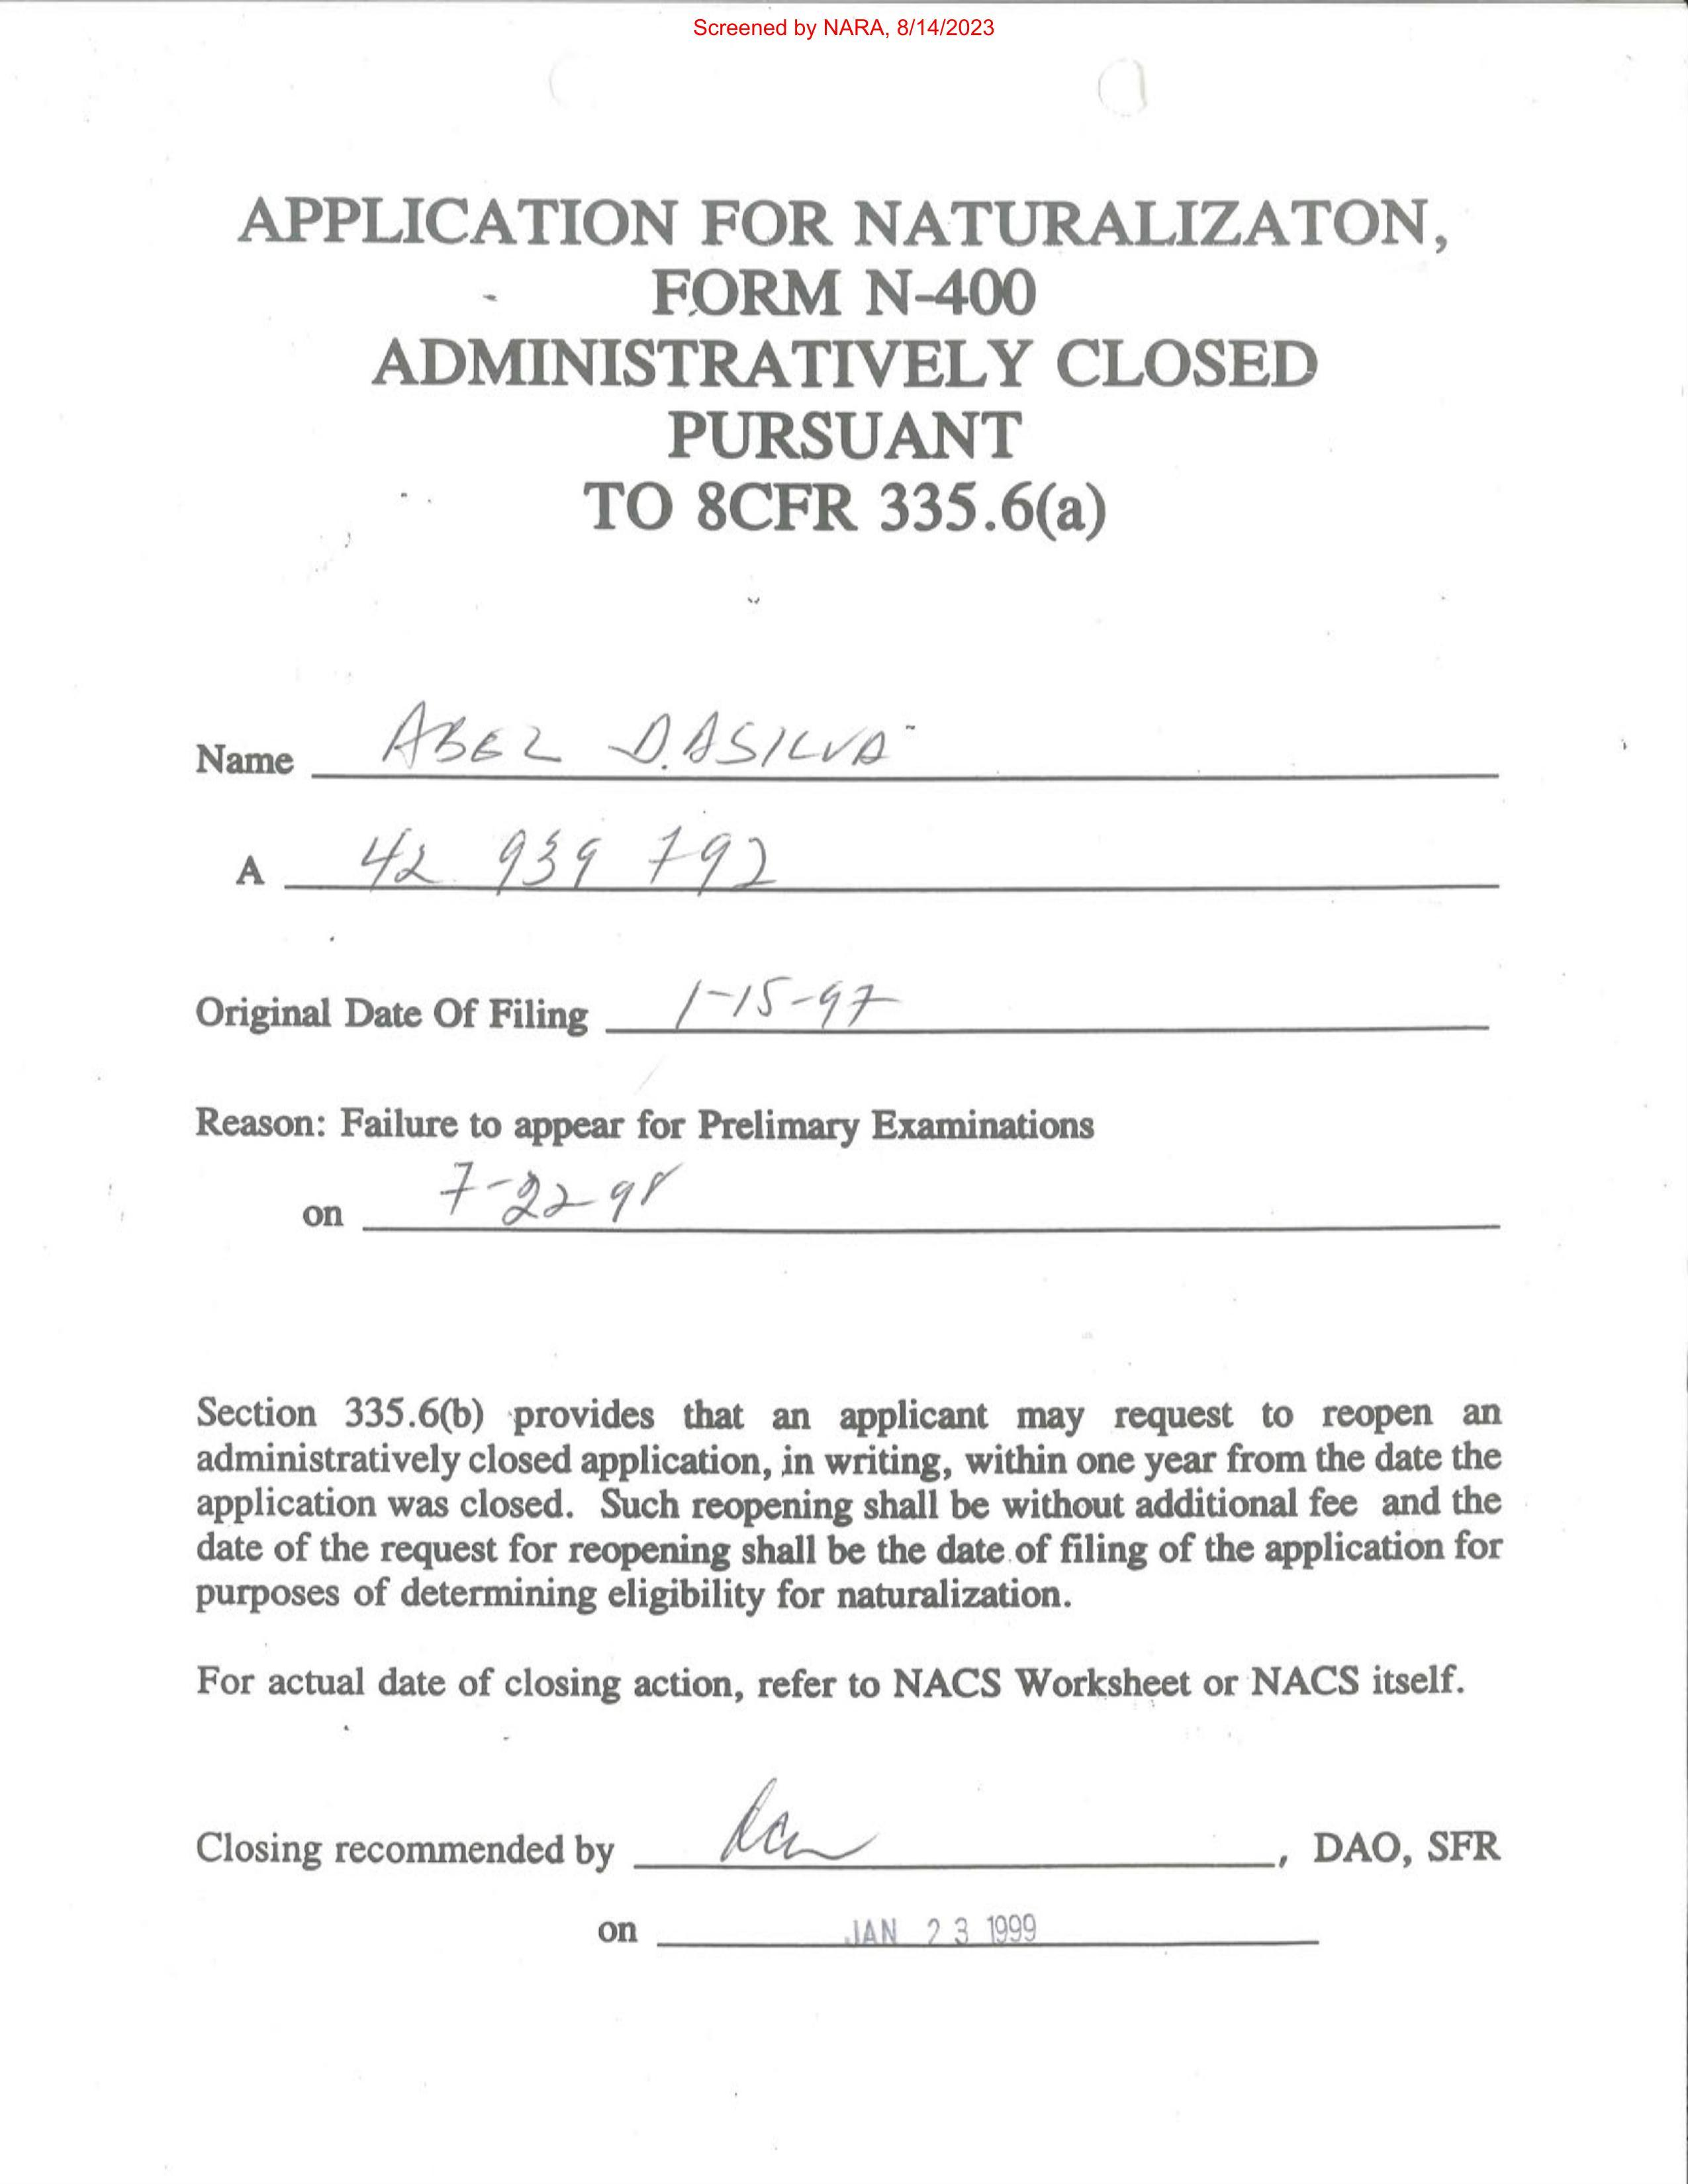 Screened by NARA, 8/14/2023
APPLICATION FOR NATURALIZATON,
FORM N-400
ADMINISTRATIVELY CLOSED
PURSUANT
TO 8CFR 335.6(a)
Name ABEL DASILVA
A 42 939 792
Original Date Of Filing 1-15-97
Reason: Failure to appear for Prelimary Examinations
on 7-22-98
Section 335.6(b) provides that an applicant may request to reopen an
administratively closed application, in writing, within one year from the date the
application was closed. Such reopening shall be without additional fee and the
date of the request for reopening shall be the date of filing of the application for
purposes of determining eligibility for naturalization.
For actual date of closing action, refer to NACS Worksheet or NACS itself.
Closing recommended by , DAO, SFR
on JAN 23 1999